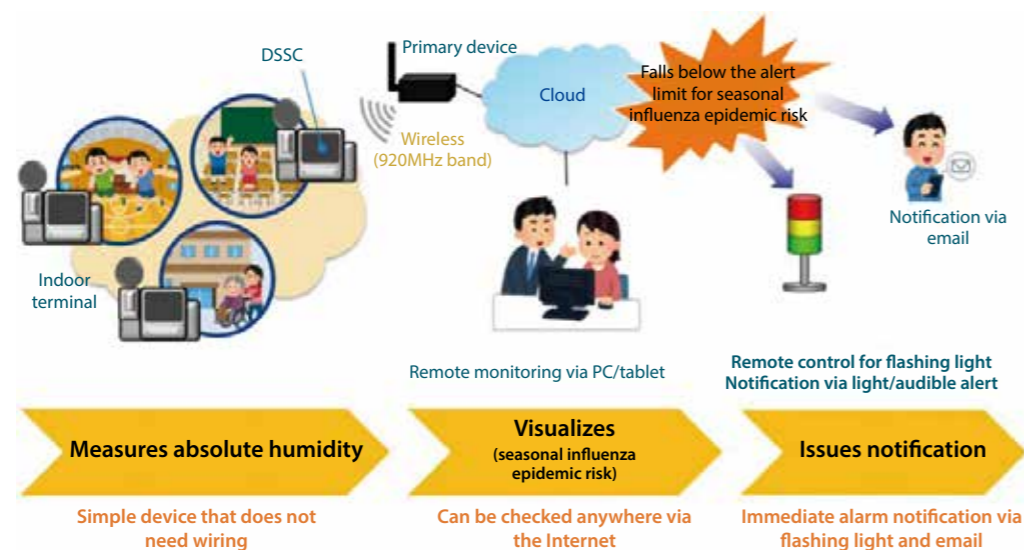 DSSC
Primary device
Cloud
Falls below the alert
limit for seasonal
influenza epidemic risk
Wireless
(920MHz band)
Indoor
terminal
Notification via
email
Remote monitoring via PC/tablet
Remote control for flashing light
Notification via light/audible alert
Measures absolute humidity
Visualizes
(seasonal influenza
epidemic risk)
Issues notification
Simple device that does not
need wiring
Can be checked anywhere via
the Internet
Immediate alarm notification via
flashing light and email